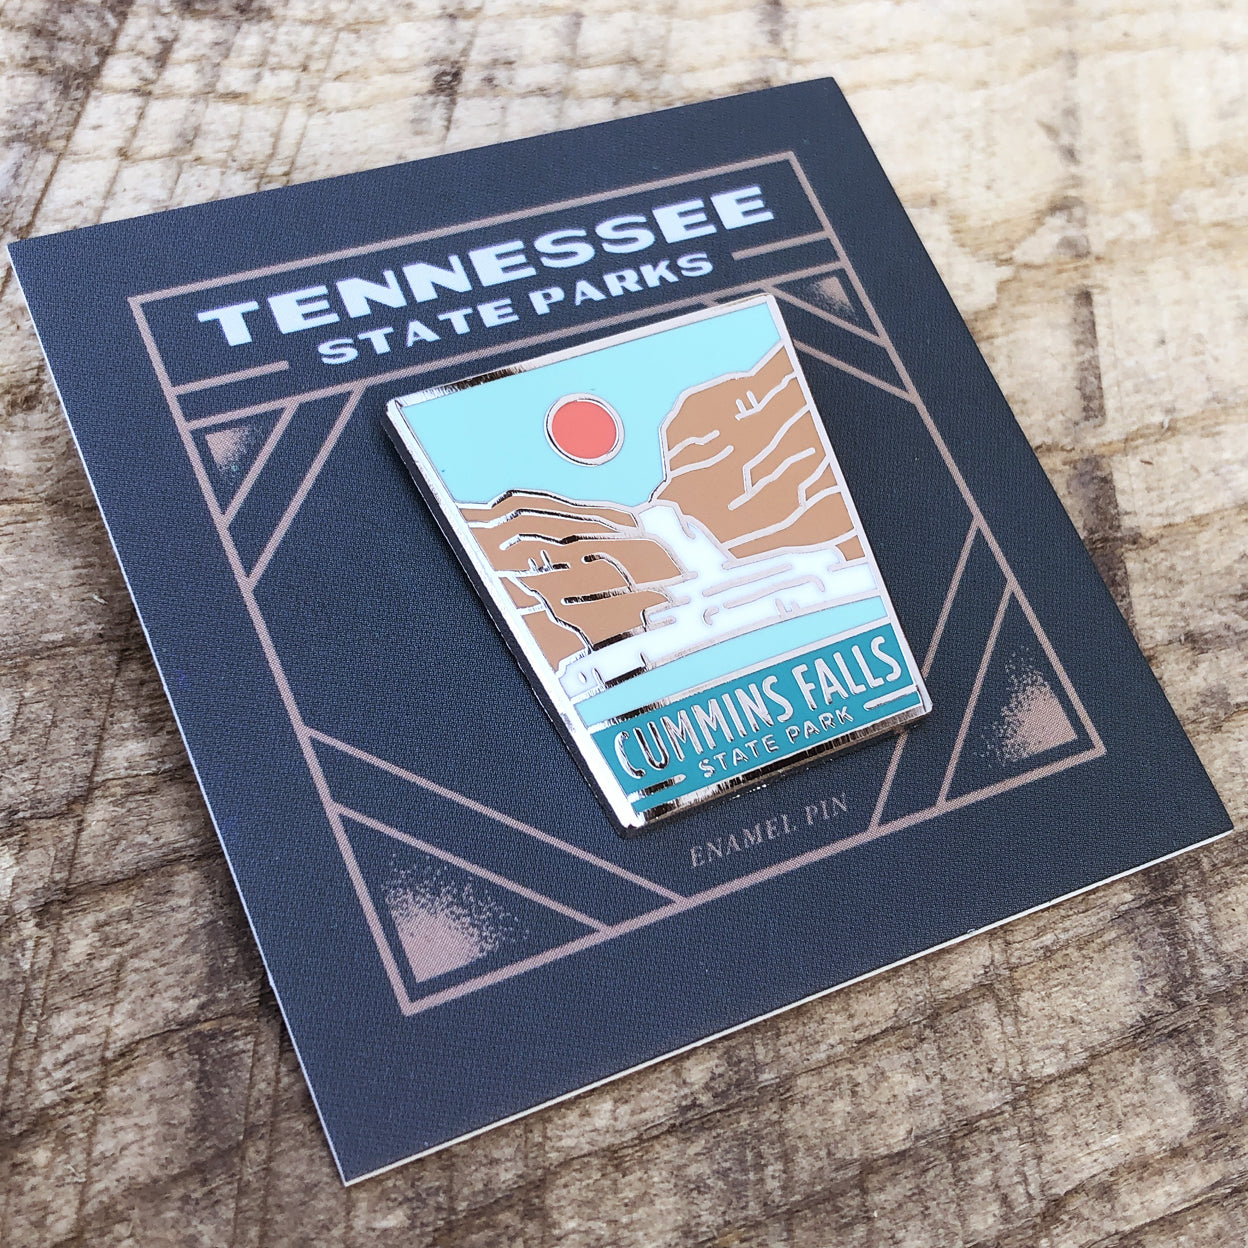 TENNESSEE
STATE PARKS
CUMMINS FALLS
STATE PARK
ENAMEL PIN